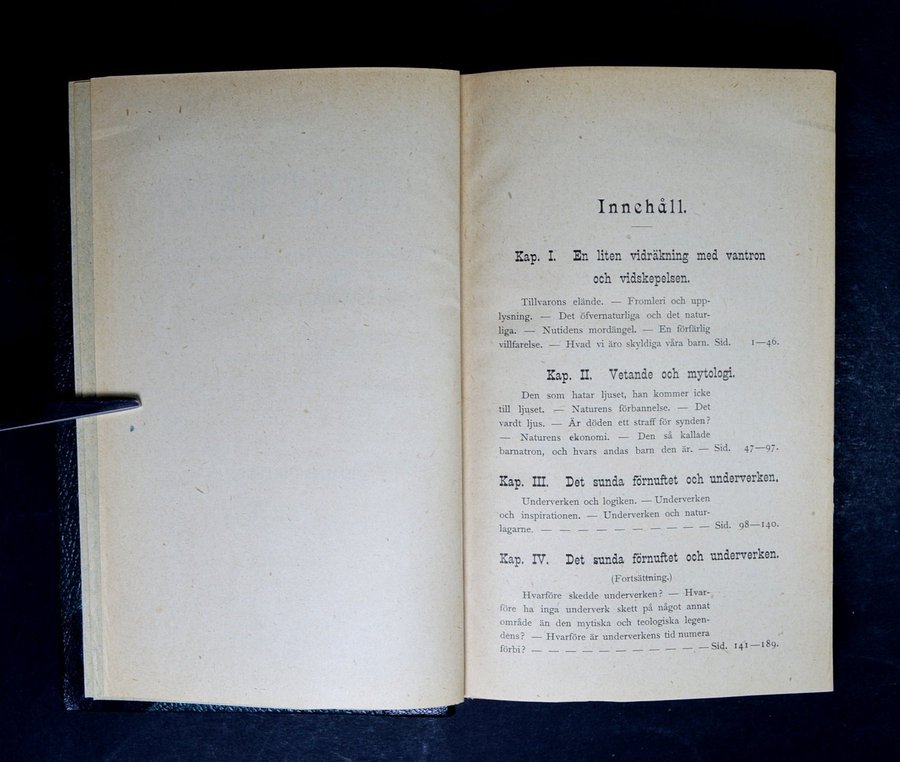 Innehåll.
Kap. I. En liten vidräkning med vantron
och vidskepelsen.
Tillvarons elände. — Fromleri och upp-
lysning. — Det öfvernaturliga och det natur-
liga. — Nutidens mordängel. — En förfärlig
villfarelse. — Hvad vi äro skyldiga våra barn. Sid. 1—46.
Kap. II. Vetande och mytologi.
Den som hatar ljuset, han kommer icke
till ljuset. — Naturens förbannelse. — Det
vardt ljus. — Är döden ett straff för synden?
— Naturens ekonomi. — Den så kallade
barnatron, och hvars andas barn den är. — Sid. 47—97.
Kap. III. Det sunda förnuftet och underverken.
Underverken och logiken. — Underverken
och inspirationen. — Underverken och natur-
lagarne. — — — — — — — — — — Sid. 98—140.
Kap. IV. Det sunda förnuftet och underverken.
(Fortsättning.)
Hvarföre skedde underverken? — Hvar-
före ha inga underverk skett på något annat
område än den mytiska och teologiska legen-
dens? — Hvarföre är underverkens tid numera
förbi? — — — — — — — — — — — Sid. 141—189.